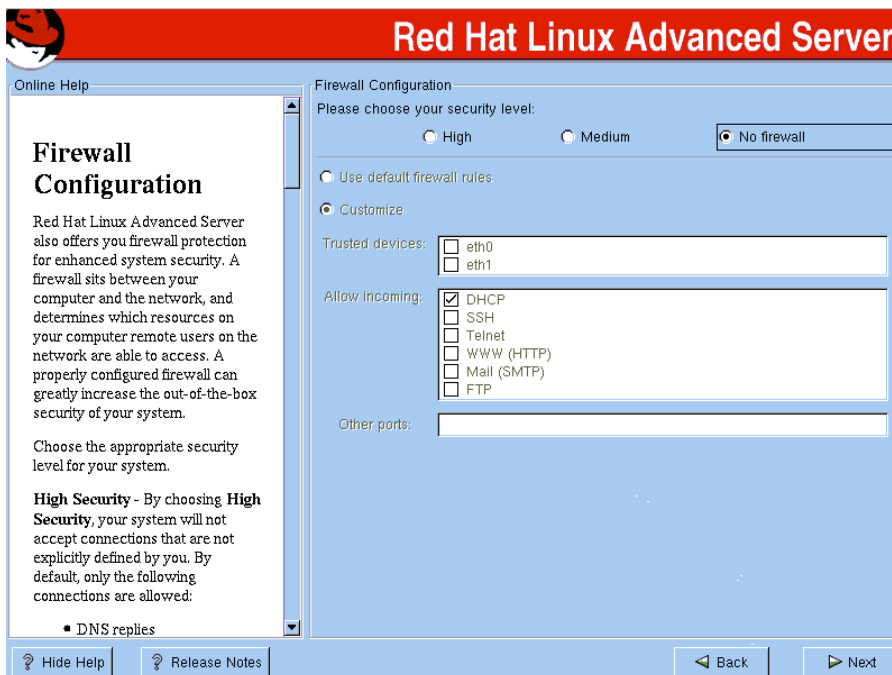 Red Hat Linux Advanced Server
Online Help
Firewall
Configuration
Red Hat Linux Advanced Server
also offers you firewall protection
for enhanced system security. A
firewall sits between your
computer and the network, and
determines which resources on
your computer remote users on the
network are able to access. A
properly configured firewall can
greatly increase the out-of-the-box
security of your system.
Choose the appropriate security
level for your system.
High Security - By choosing High
Security, your system will not
accept connections that are not
explicitly defined by you. By
default, only the following
connections are allowed:
DNS replies
Firewall Configuration
Please choose your security level:
High Medium No firewall
Use default firewall rules
Customize
Trusted devices: eth0
eth1
Allow incoming: DHCP
SSH
Telnet
WWW (HTTP)
Mail (SMTP)
FTP
Other ports:
Hide Help Release Notes Back Next